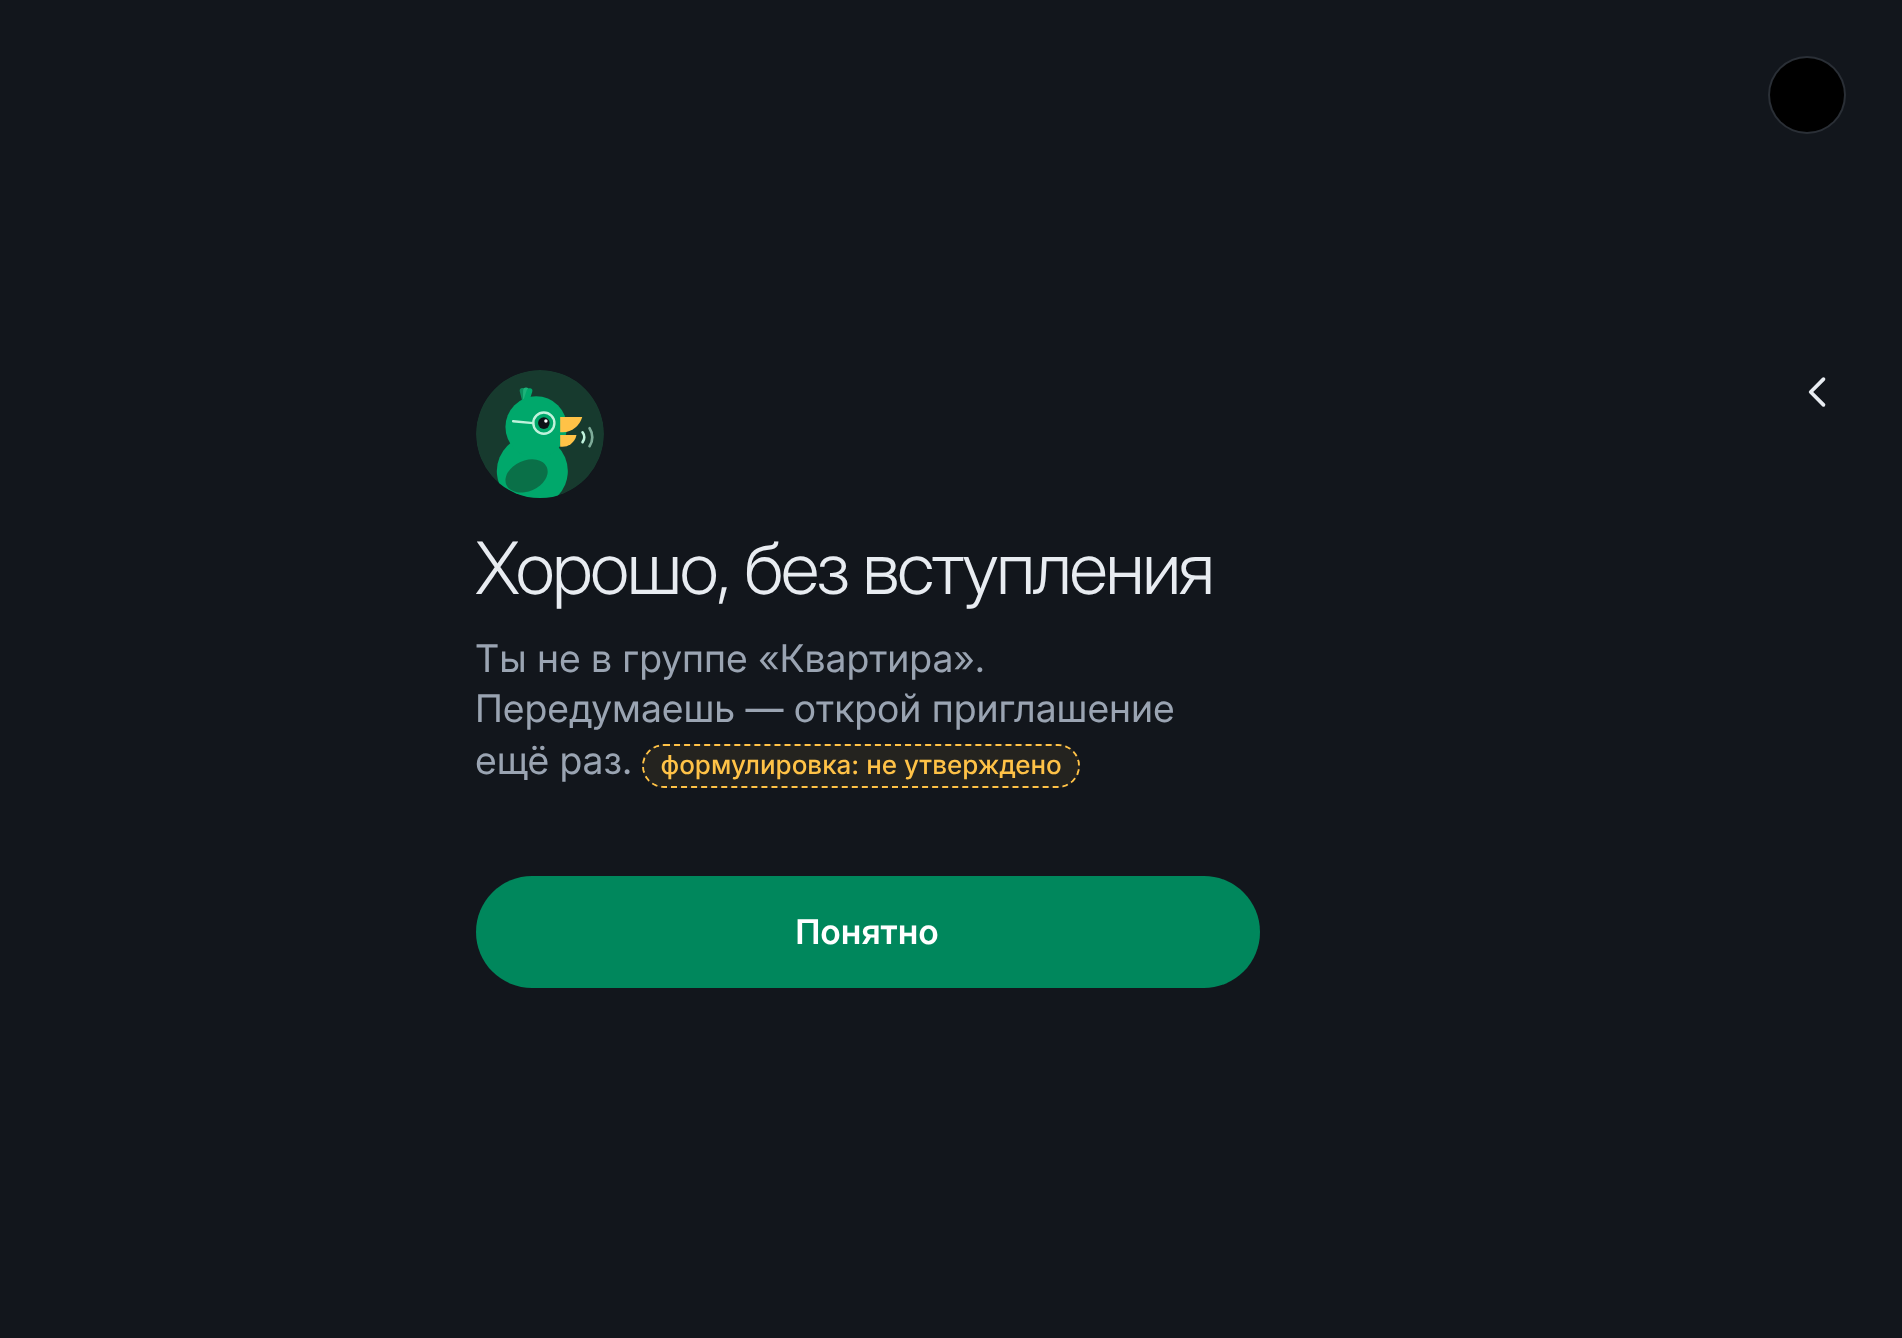 Хорошо, без вступления
Ты не в группе «Квартира».
Передумаешь — открой приглашение
ещё раз. формулировка: не утверждено
Понятно